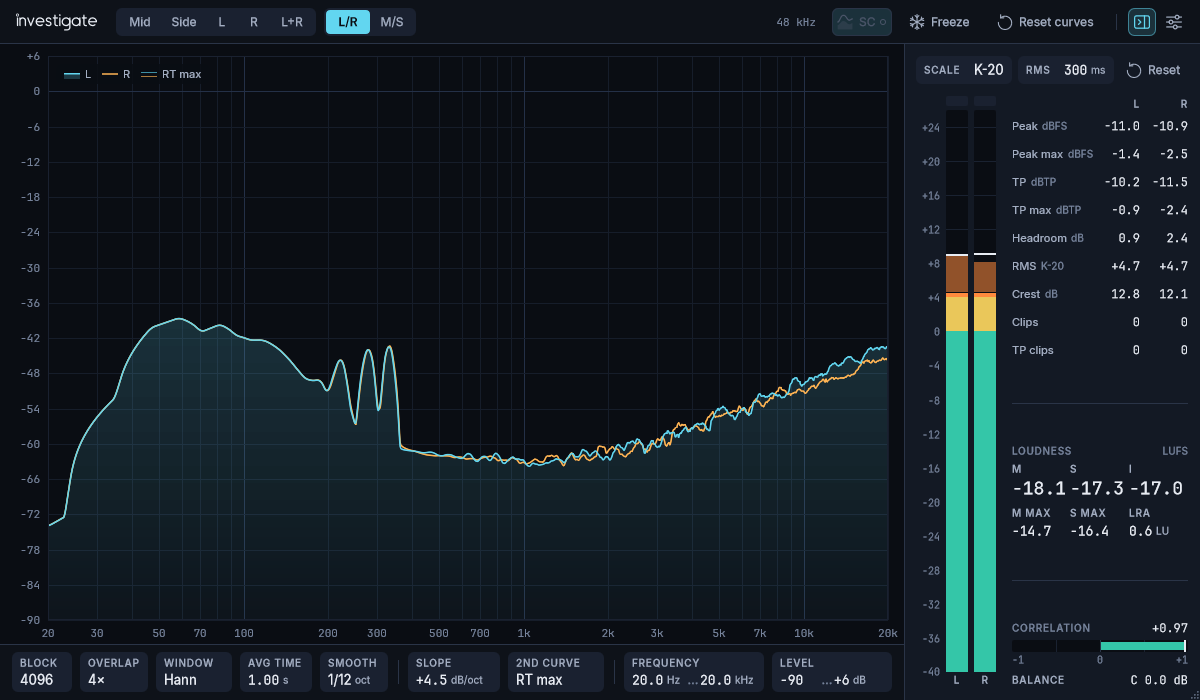 investigate
Mid Side L R L+R L/R M/S
48 kHz SC Freeze Reset curves
L R RT max
+6
0
-6
-12
-18
-24
-30
-36
-42
-48
-54
-60
-66
-72
-78
-84
-90
20 30 50 70 100 200 300 500 700 1k 2k 3k 5k 7k 10k 20k
BLOCK
4096
OVERLAP
4×
WINDOW
Hann
AVG TIME
1.00 s
SMOOTH
1/12 oct
SLOPE
+4.5 dB/oct
2ND CURVE
RT max
FREQUENCY
20.0 Hz ...20.0 kHz
LEVEL
-90 ...+6 dB
SCALE K-20 RMS 300 ms Reset
+24
+20
+16
+12
+8
+4
0
-4
-8
-12
-16
-20
-24
-28
-32
-36
-40
L R
L R
Peak dBFS -11.0 -10.9
Peak max dBFS -1.4 -2.5
TP dBTP -10.2 -11.5
TP max dBTP -0.9 -2.4
Headroom dB 0.9 2.4
RMS K-20 +4.7 +4.7
Crest dB 12.8 12.1
Clips 0 0
TP clips 0 0
LOUDNESS LUFS
M S I
-18.1 -17.3 -17.0
M MAX S MAX LRA
-14.7 -16.4 0.6 LU
CORRELATION +0.97
-1 0 +1
BALANCE C 0.0 dB